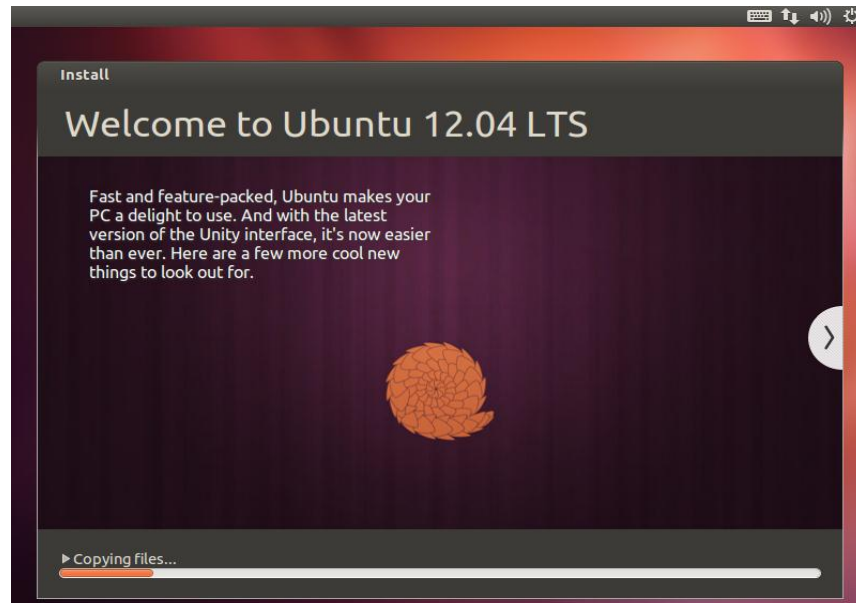 Install
Welcome to Ubuntu 12.04 LTS
Fast and feature-packed, Ubuntu makes your
PC a delight to use. And with the latest
version of the Unity interface, it's now easier
than ever. Here are a few more cool new
things to look out for.
Copying files...